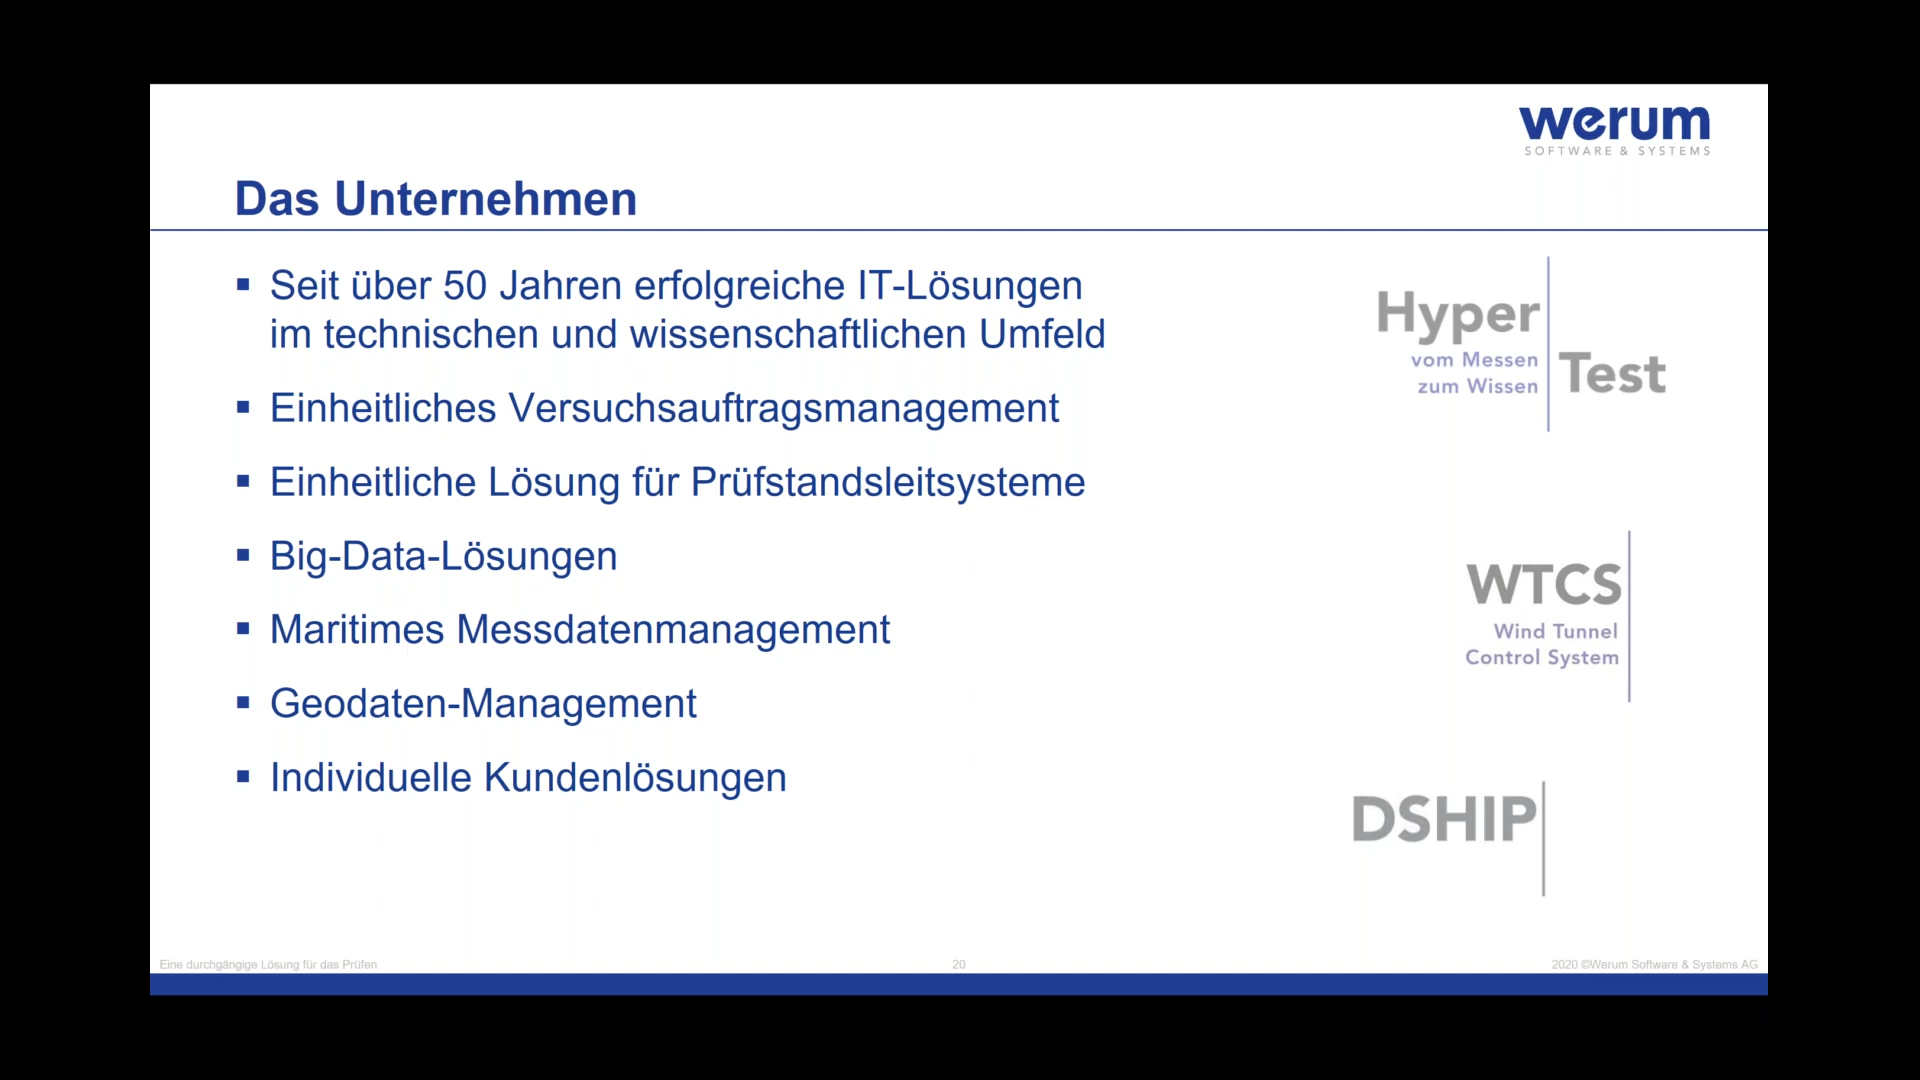 werum
SOFTWARE & SYSTEMS
Das Unternehmen
▪ Seit über 50 Jahren erfolgreiche IT-Lösungen
im technischen und wissenschaftlichen Umfeld
▪ Einheitliches Versuchsauftragsmanagement
▪ Einheitliche Lösung für Prüfstandsleitsysteme
▪ Big-Data-Lösungen
▪ Maritimes Messdatenmanagement
▪ Geodaten-Management
▪ Individuelle Kundenlösungen
Hyper
vom Messen
zum Wissen
Test
WTCS
Wind Tunnel
Control System
DSHIP
Eine durchgängige Lösung für das Prüfen
20
2020 ©Werum Software & Systems AG